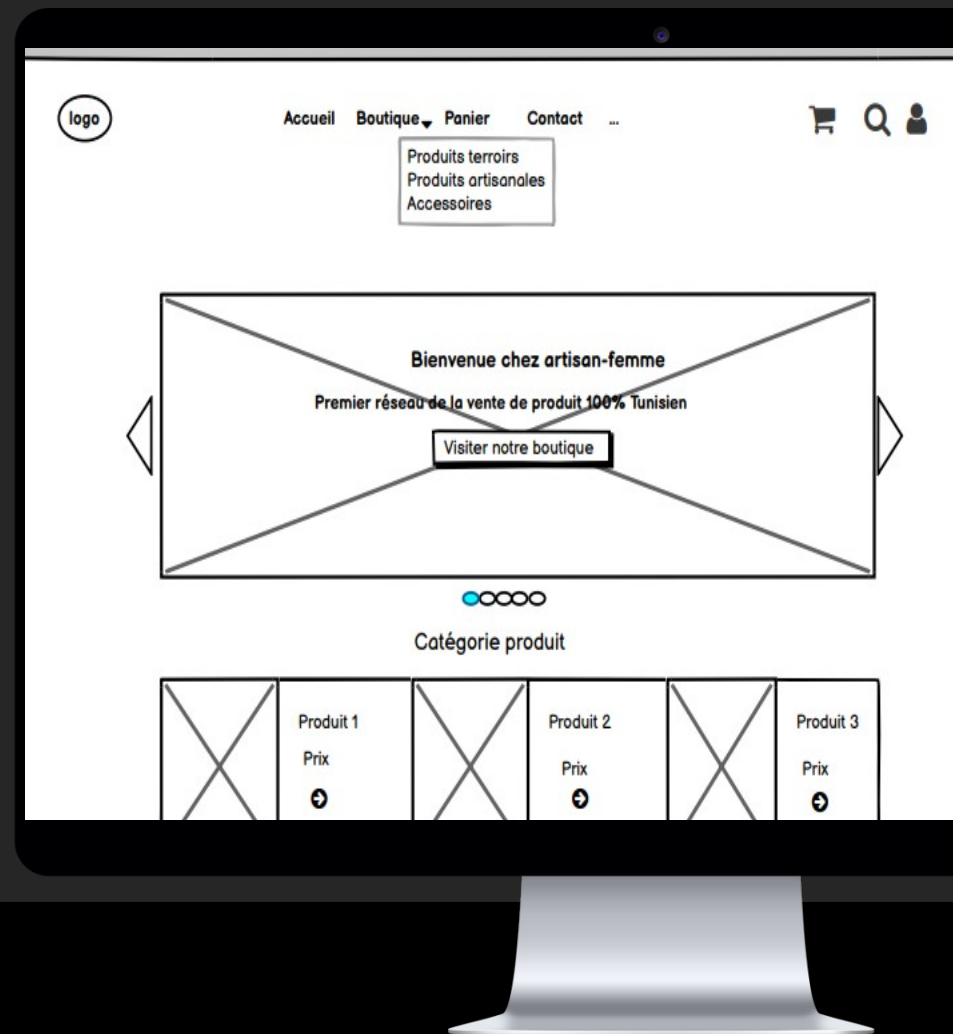 logo
Accueil Boutique Panier Contact ...
Produits terroirs
Produits artisanales
Accessoires
Bienvenue chez artisan-femme
Premier réseau de la vente de produit 100% Tunisien
Visiter notre boutique
Catégorie produit
Produit 1
Prix
Produit 2
Prix
Produit 3
Prix